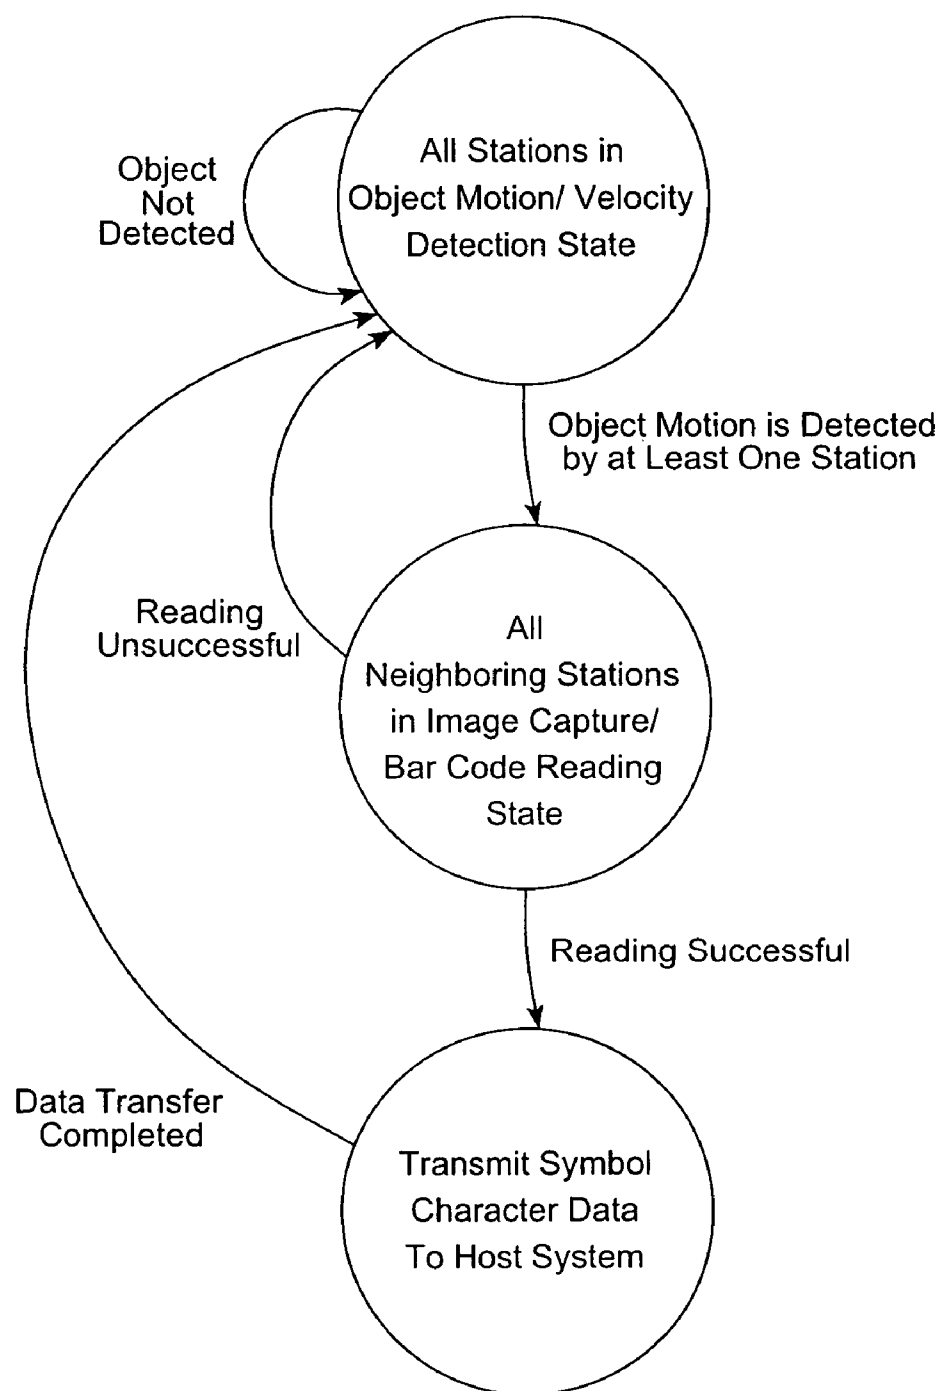 All Stations in
Object Motion/ Velocity
Detection State
Object
Not
Detected
Object Motion is Detected
by at Least One Station
Reading
Unsuccessful
All
Neighboring Stations
in Image Capture/
Bar Code Reading
State
Reading Successful
Data Transfer
Completed
Transmit Symbol
Character Data
To Host System